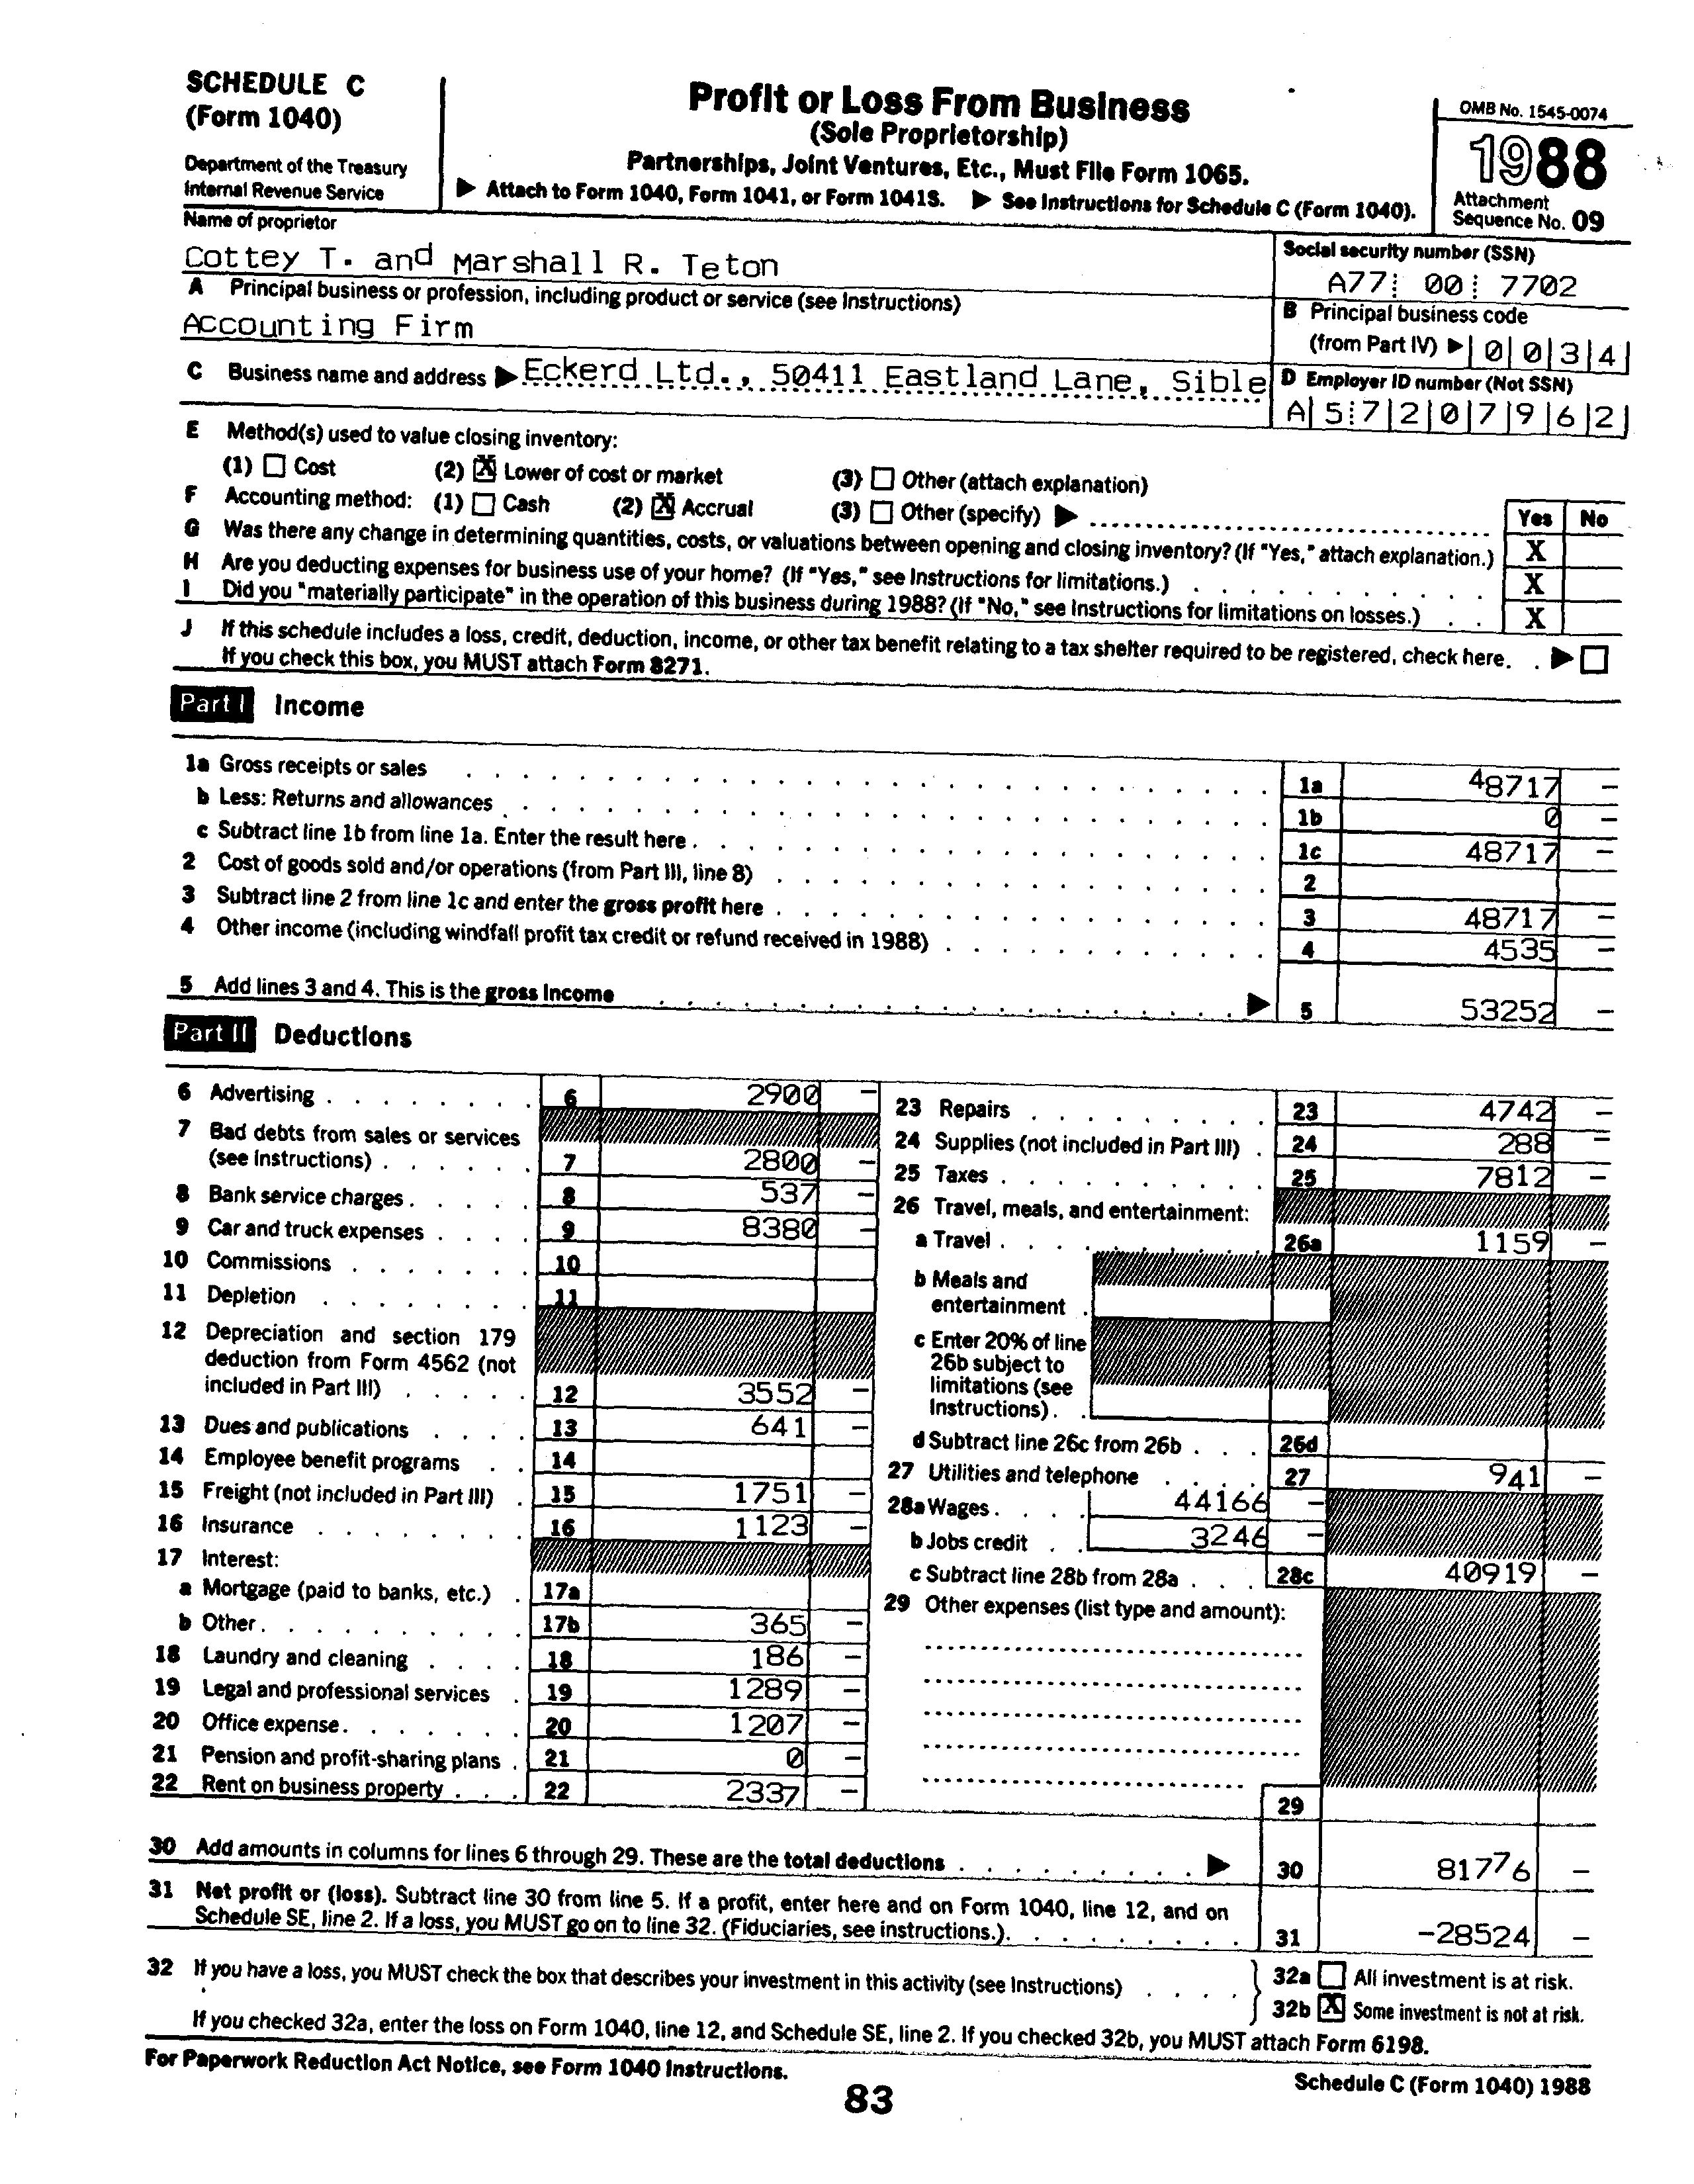 SCHEDULE C
(Form 1040)
Department of the Treasury
Internal Revenue Service
Profit or Loss From Business
(Sole Proprietorship)
Partnerships, Joint Ventures, Etc., Must File Form 1065.
▶ Attach to Form 1040, Form 1041, or Form 1041S. ▶ See Instructions for Schedule C (Form 1040).
OMB No. 1545-0074
1988
Attachment
Sequence No. 09
Name of proprietor
Cottey T. and Marshall R. Teton
Social security number (SSN)
A77 00 7702
A Principal business or profession, including product or service (see Instructions)
Accounting Firm
B Principal business code
(from Part IV) ▶ 0 0 3 4
C Business name and address ▶ Eckerd Ltd., 50411 Eastland Lane, Sible
D Employer ID number (Not SSN)
A 5 7 2 0 7 9 6 2
E Method(s) used to value closing inventory:
(1) ☐ Cost (2) ☒ Lower of cost or market (3) ☐ Other (attach explanation)
F Accounting method: (1) ☐ Cash (2) ☒ Accrual (3) ☐ Other (specify) ▶
Yes No
G Was there any change in determining quantities, costs, or valuations between opening and closing inventory? (If "Yes," attach explanation.) X
H Are you deducting expenses for business use of your home? (If "Yes," see Instructions for limitations.) X
I Did you "materially participate" in the operation of this business during 1988? (If "No," see Instructions for limitations on losses.) X
J If this schedule includes a loss, credit, deduction, income, or other tax benefit relating to a tax shelter required to be registered, check here. ▶ ☐
If you check this box, you MUST attach Form 8271.
Part I Income
1a Gross receipts or sales 1a 48717 –
b Less: Returns and allowances 1b 0 –
c Subtract line 1b from line 1a. Enter the result here 1c 48717 –
2 Cost of goods sold and/or operations (from Part III, line 8) 2
3 Subtract line 2 from line 1c and enter the gross profit here 3 48717 –
4 Other income (including windfall profit tax credit or refund received in 1988) 4 4535 –
5 Add lines 3 and 4. This is the gross income ▶ 5 53252 –
Part II Deductions
6 Advertising 6 2900 –
7 Bad debts from sales or services
(see Instructions) 7 2800 –
8 Bank service charges 8 537 –
9 Car and truck expenses 9 8380 –
10 Commissions 10
11 Depletion 11
12 Depreciation and section 179
deduction from Form 4562 (not
included in Part III) 12 3552 –
13 Dues and publications 13 641 –
14 Employee benefit programs 14
15 Freight (not included in Part III) 15 1751 –
16 Insurance 16 1123 –
17 Interest:
a Mortgage (paid to banks, etc.) 17a
b Other 17b 365 –
18 Laundry and cleaning 18 186 –
19 Legal and professional services 19 1289 –
20 Office expense 20 1207 –
21 Pension and profit-sharing plans 21 0 –
22 Rent on business property 22 2337 –
23 Repairs 23 4742 –
24 Supplies (not included in Part III) 24 288 –
25 Taxes 25 7812 –
26 Travel, meals, and entertainment:
a Travel 26a 1159 –
b Meals and
entertainment
c Enter 20% of line
26b subject to
limitations (see
Instructions).
d Subtract line 26c from 26b 26d
27 Utilities and telephone 27 941 –
28a Wages 44166 –
b Jobs credit 3246 –
c Subtract line 28b from 28a 28c 40919 –
29 Other expenses (list type and amount):
29
30 Add amounts in columns for lines 6 through 29. These are the total deductions ▶ 30 81776 –
31 Net profit or (loss). Subtract line 30 from line 5. If a profit, enter here and on Form 1040, line 12, and on
Schedule SE, line 2. If a loss, you MUST go on to line 32. (Fiduciaries, see instructions.) 31 -28524 –
32 If you have a loss, you MUST check the box that describes your investment in this activity (see Instructions)
32a ☐ All investment is at risk.
32b ☒ Some investment is not at risk.
If you checked 32a, enter the loss on Form 1040, line 12, and Schedule SE, line 2. If you checked 32b, you MUST attach Form 6198.
For Paperwork Reduction Act Notice, see Form 1040 Instructions.
Schedule C (Form 1040) 1988
83